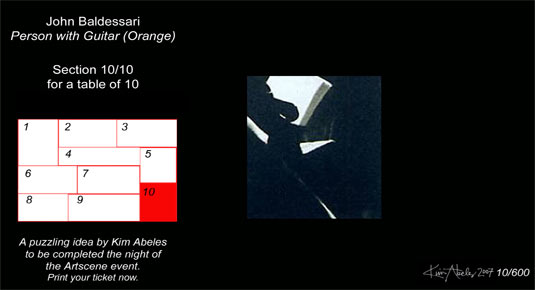 John Baldessari
Person with Guitar (Orange)
Section 10/10
for a table of 10
1
2
3
4
5
6
7
8
9
10
A puzzling idea by Kim Abeles
to be completed the night of
the Artscene event.
Print your ticket now.
Kim Abeles 2007 10/600